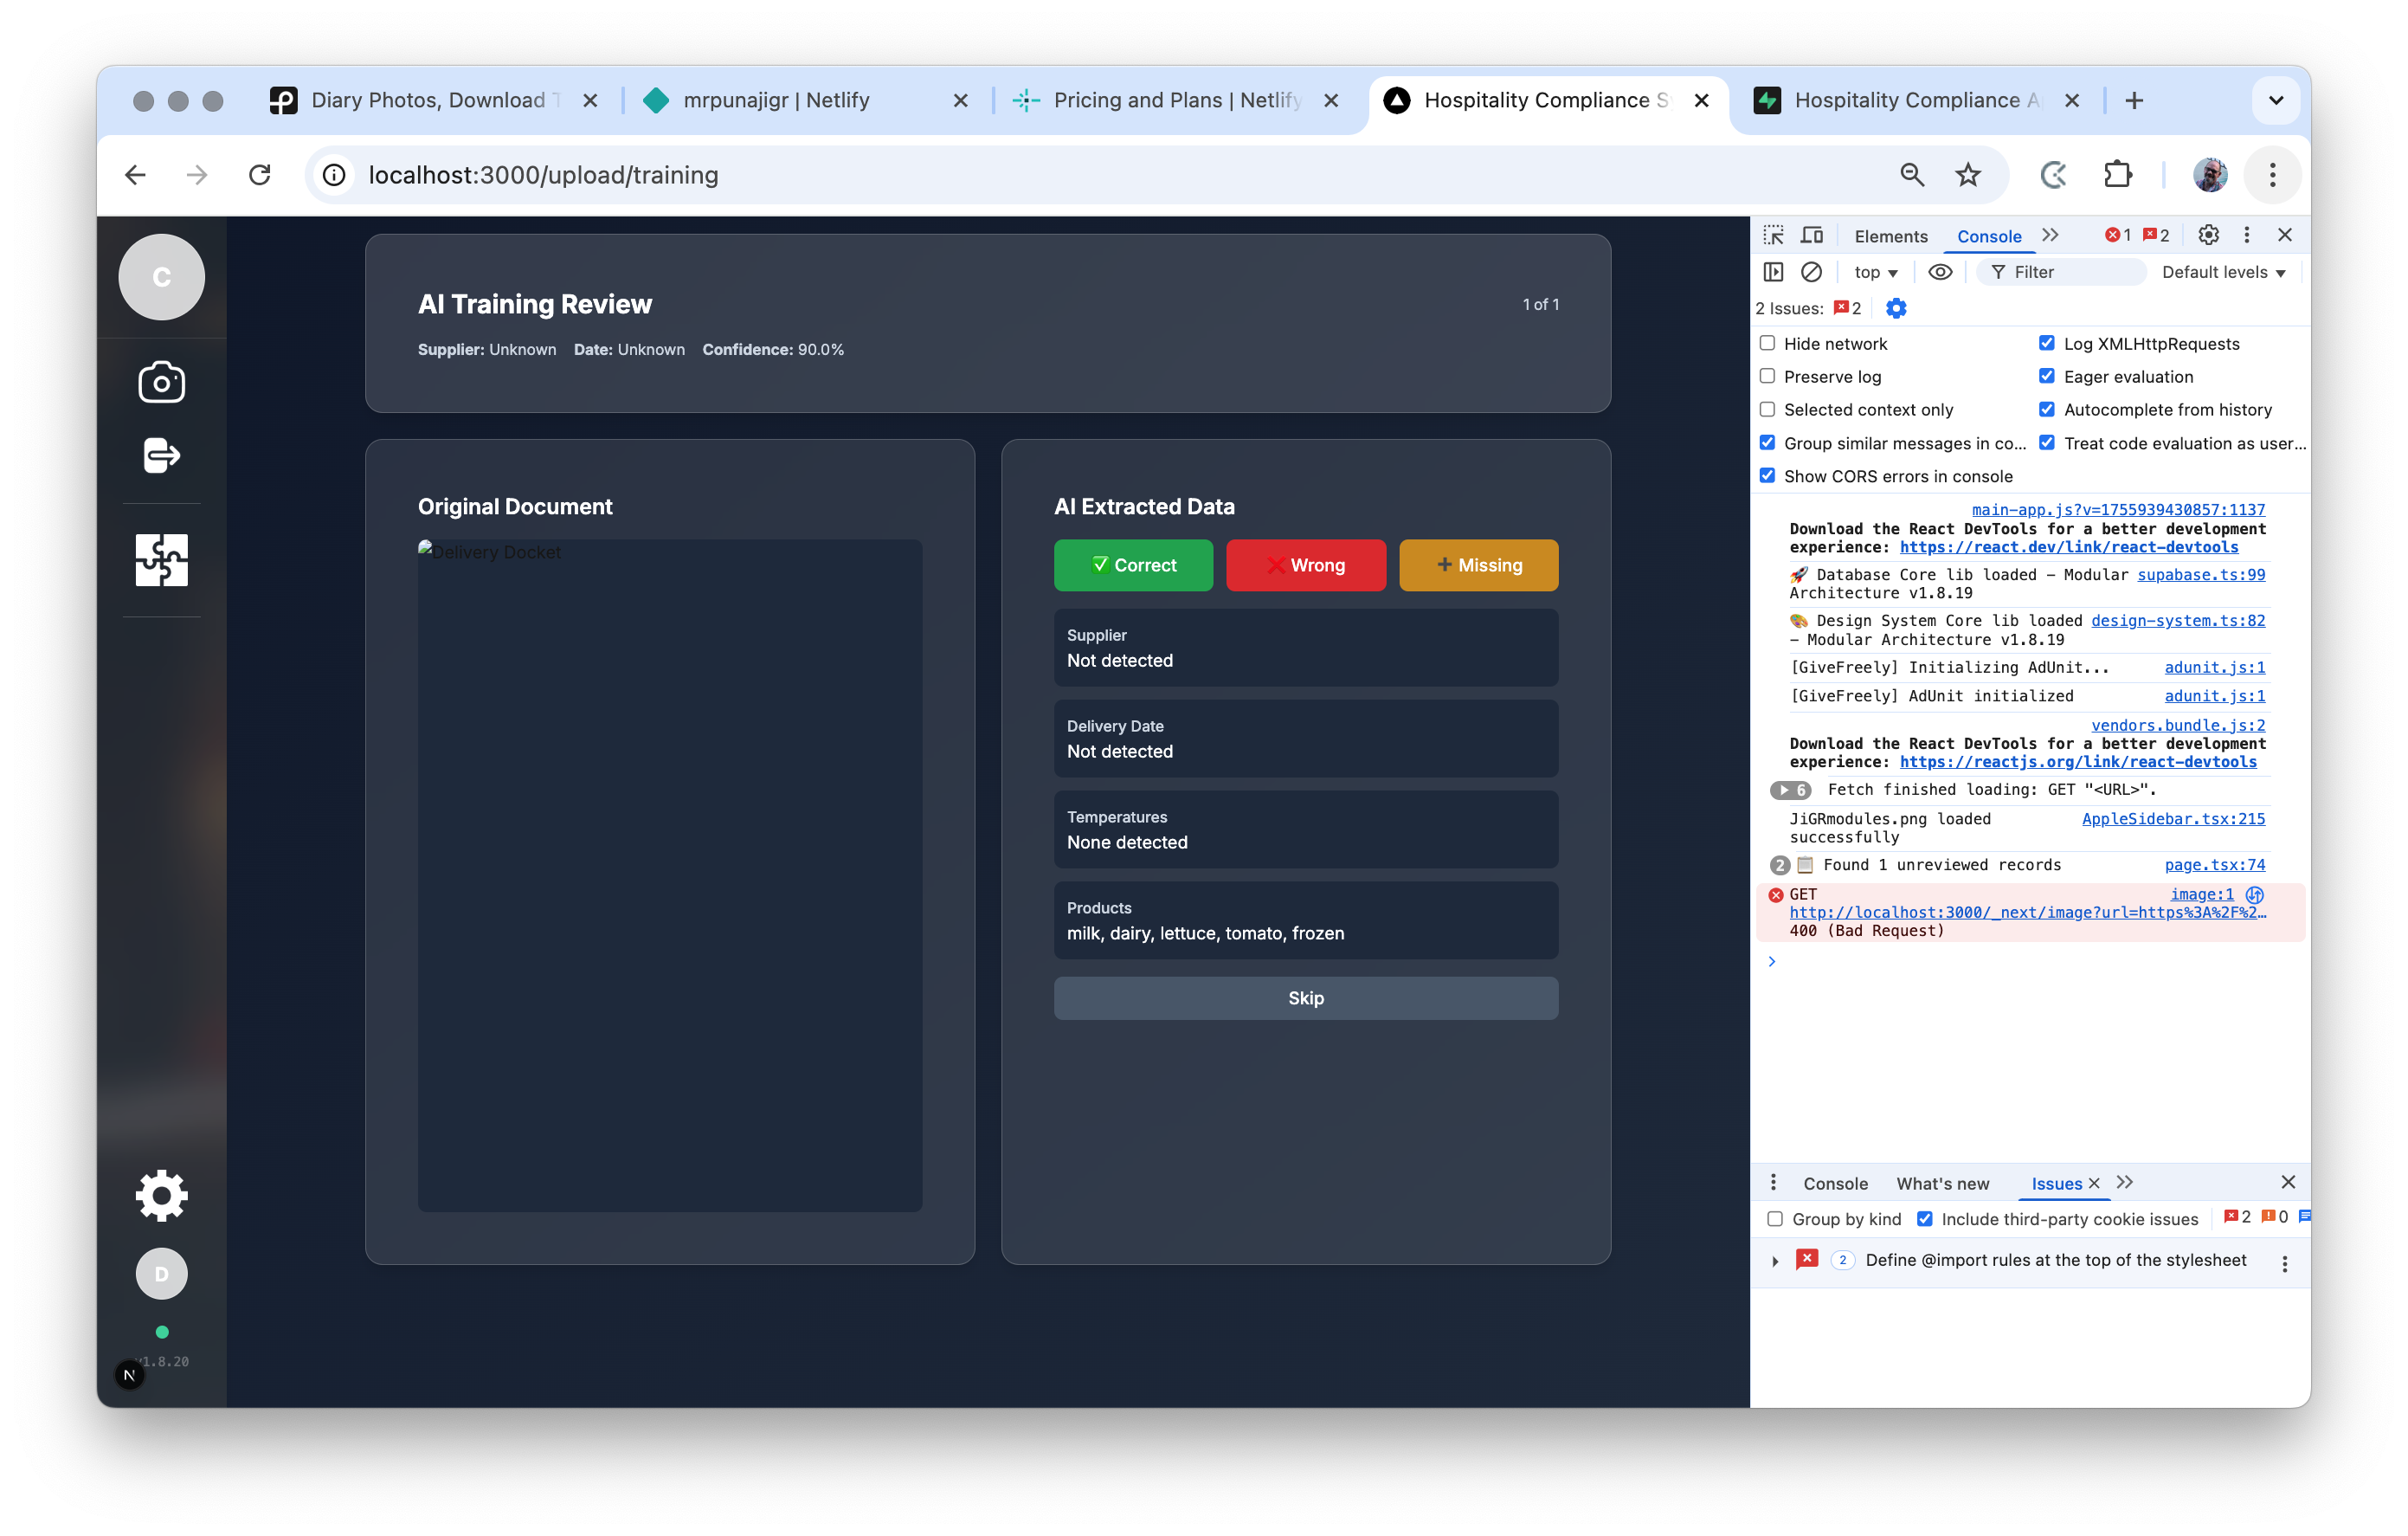 Diary Photos, Download T
mrpunajigr | Netlify
Pricing and Plans | Netlify
Hospitality Compliance S
Hospitality Compliance A
localhost:3000/upload/training
C
AI Training Review
1 of 1
Supplier: Unknown Date: Unknown Confidence: 90.0%
Original Document
Delivery Docket
AI Extracted Data
✅ Correct
❌ Wrong
➕ Missing
Supplier
Not detected
Delivery Date
Not detected
Temperatures
None detected
Products
milk, dairy, lettuce, tomato, frozen
Skip
D
v1.8.20
N
Elements
Console
1
2
top
Filter
Default levels
2 Issues: 2
Hide network
Log XMLHttpRequests
Preserve log
Eager evaluation
Selected context only
Autocomplete from history
Group similar messages in co...
Treat code evaluation as user...
Show CORS errors in console
main-app.js?v=1755939430857:1137
Download the React DevTools for a better development
experience: https://react.dev/link/react-devtools
🚀 Database Core lib loaded – Modular supabase.ts:99
Architecture v1.8.19
🎨 Design System Core lib loaded design-system.ts:82
– Modular Architecture v1.8.19
[GiveFreely] Initializing AdUnit... adunit.js:1
[GiveFreely] AdUnit initialized adunit.js:1
vendors.bundle.js:2
Download the React DevTools for a better development
experience: https://reactjs.org/link/react-devtools
6 Fetch finished loading: GET "<URL>".
JiGRmodules.png loaded AppleSidebar.tsx:215
successfully
2 📋 Found 1 unreviewed records page.tsx:74
GET image:1
http://localhost:3000/_next/image?url=https%3A%2F%2…
400 (Bad Request)
Console
What's new
Issues
Group by kind
Include third-party cookie issues
2
0
2 Define @import rules at the top of the stylesheet